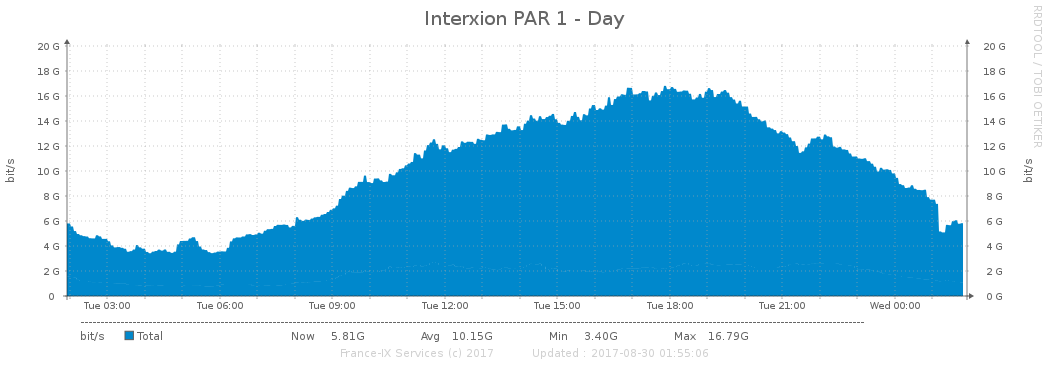 Interxion PAR 1 - Day
RRDTOOL / TOBI OETIKER
20 G 20 G
18 G 18 G
16 G 16 G
14 G 14 G
12 G 12 G
10 G 10 G
8 G 8 G
6 G 6 G
4 G 4 G
2 G 2 G
0 0 G
bit/s bit/s
Tue 03:00 Tue 06:00 Tue 09:00 Tue 12:00 Tue 15:00 Tue 18:00 Tue 21:00 Wed 00:00
bit/s Total Now 5.81G Avg 10.15G Min 3.40G Max 16.79G
France-IX Services (c) 2017 Updated : 2017-08-30 01:55:06